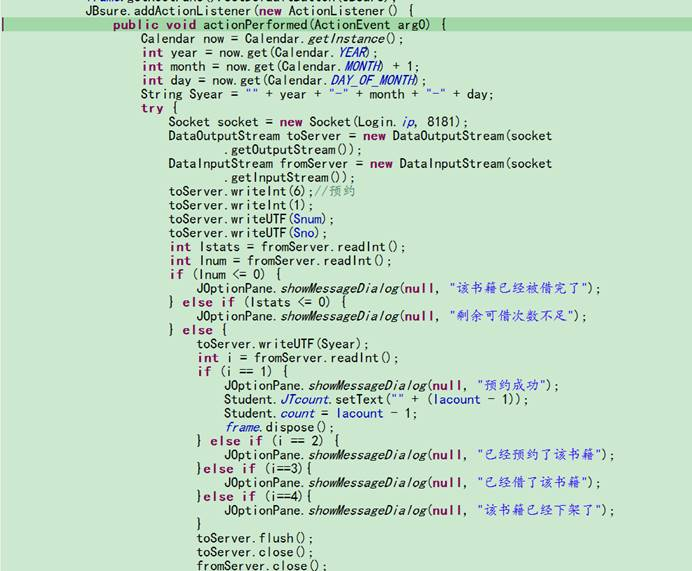 JBsure.addActionListener(new ActionListener() {
public void actionPerformed(ActionEvent arg0) {
Calendar now = Calendar.getInstance();
int year = now.get(Calendar.YEAR);
int month = now.get(Calendar.MONTH) + 1;
int day = now.get(Calendar.DAY_OF_MONTH);
String Syear = "" + year + "-" + month + "-" + day;
try {
Socket socket = new Socket(Login.ip, 8181);
DataOutputStream toServer = new DataOutputStream(socket
.getOutputStream());
DataInputStream fromServer = new DataInputStream(socket
.getInputStream());
toServer.writeInt(6);//预约
toServer.writeInt(1);
toServer.writeUTF(Snum);
toServer.writeUTF(Sno);
int Istats = fromServer.readInt();
int Inum = fromServer.readInt();
if (Inum <= 0) {
JOptionPane.showMessageDialog(null, "该书籍已经被借完了");
} else if (Istats <= 0) {
JOptionPane.showMessageDialog(null, "剩余可借次数不足");
} else {
toServer.writeUTF(Syear);
int i = fromServer.readInt();
if (i == 1) {
JOptionPane.showMessageDialog(null, "预约成功");
Student.JTcount.setText("" + (Iacount - 1));
Student.count = Iacount - 1;
frame.dispose();
} else if (i == 2) {
JOptionPane.showMessageDialog(null, "已经预约了该书籍");
}else if (i==3){
JOptionPane.showMessageDialog(null, "已经借了该书籍");
}else if (i==4){
JOptionPane.showMessageDialog(null, "该书籍已经下架了");
}
toServer.flush();
toServer.close();
fromServer.close();